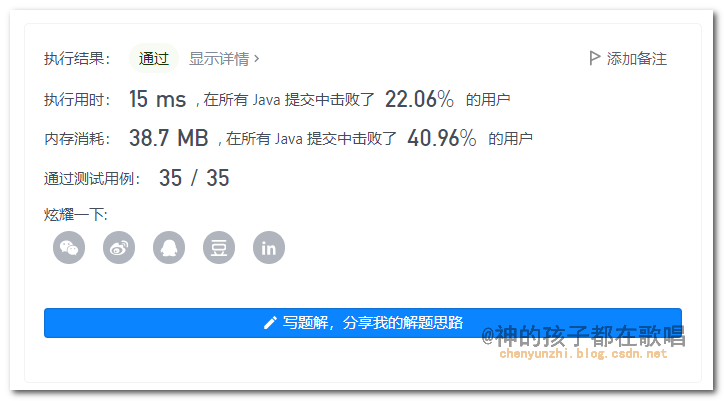 执行结果： 通过 显示详情 › 添加备注
执行用时： 15 ms , 在所有 Java 提交中击败了 22.06% 的用户
内存消耗： 38.7 MB , 在所有 Java 提交中击败了 40.96% 的用户
通过测试用例： 35 / 35
炫耀一下:
豆 in
写题解，分享我的解题思路
@神的孩子都在歌唱
chenyunzhi.blog.csdn.net